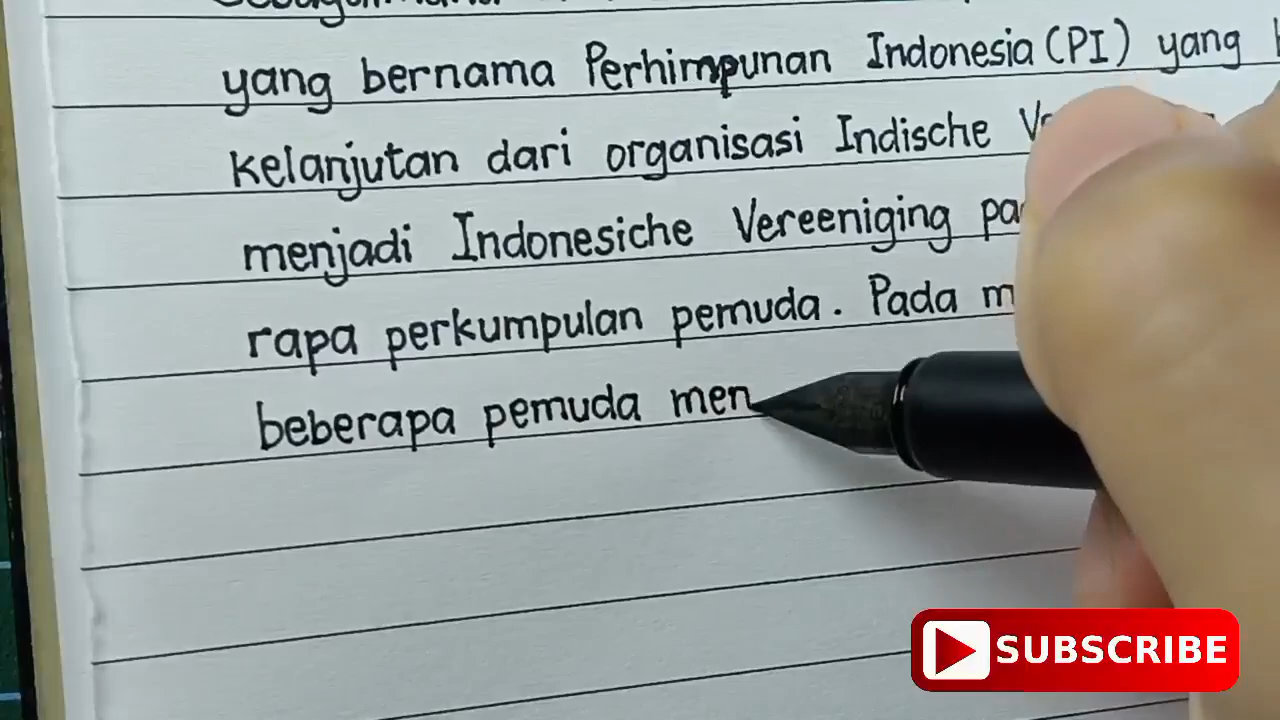 yang bernama Perhimpunan Indonesia (PI) yang
kelanjutan dari organisasi Indische
menjadi Indonesiche Vereeniging
rapa perkumpulan pemuda. Pada
beberapa pemuda men
SUBSCRIBE